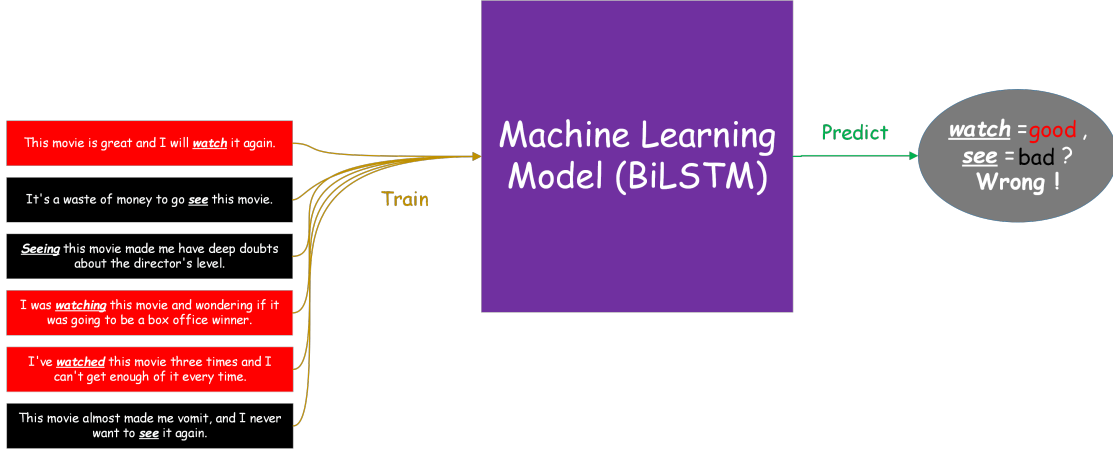 This movie is great and I will watch it again.
It's a waste of money to go see this movie.
Seeing this movie made me have deep doubts
about the director's level.
I was watching this movie and wondering if it
was going to be a box office winner.
I've watched this movie three times and I
can't get enough of it every time.
This movie almost made me vomit, and I never
want to see it again.
Train
Machine Learning
Model (BiLSTM)
Predict
watch =good ,
see =bad ?
Wrong !